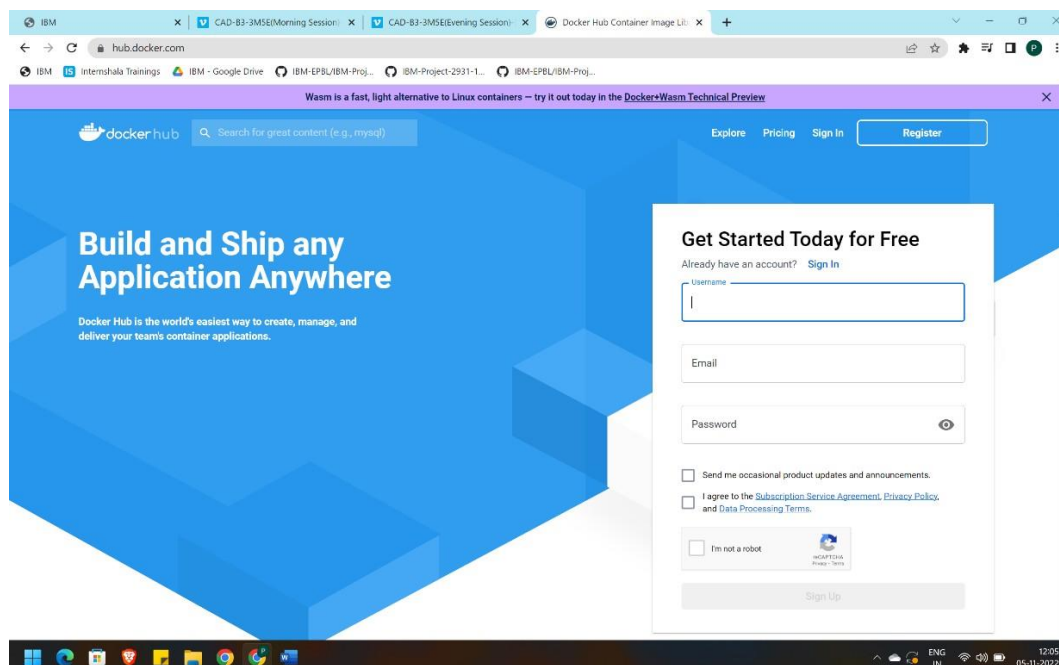 IBM
CAD-B3-3M5E(Morning Session)
CAD-B3-3M5E(Evening Session)-
Docker Hub Container Image Lib
hub.docker.com
P
IBM
IS Internshala Trainings
IBM - Google Drive
IBM-EPBL/IBM-Proj...
IBM-Project-2931-1...
IBM-EPBL/IBM-Proj...
Wasm is a fast, light alternative to Linux containers — try it out today in the Docker+Wasm Technical Preview
docker hub
Search for great content (e.g., mysql)
Explore
Pricing
Sign In
Register
Build and Ship any
Application Anywhere
Docker Hub is the world's easiest way to create, manage, and
deliver your team's container applications.
Get Started Today for Free
Already have an account? Sign In
Username
Email
Password
Send me occasional product updates and announcements.
I agree to the Subscription Service Agreement, Privacy Policy,
and Data Processing Terms.
I'm not a robot
reCAPTCHA
Privacy - Terms
Sign Up
ENG
IN
12:05
05-11-2022